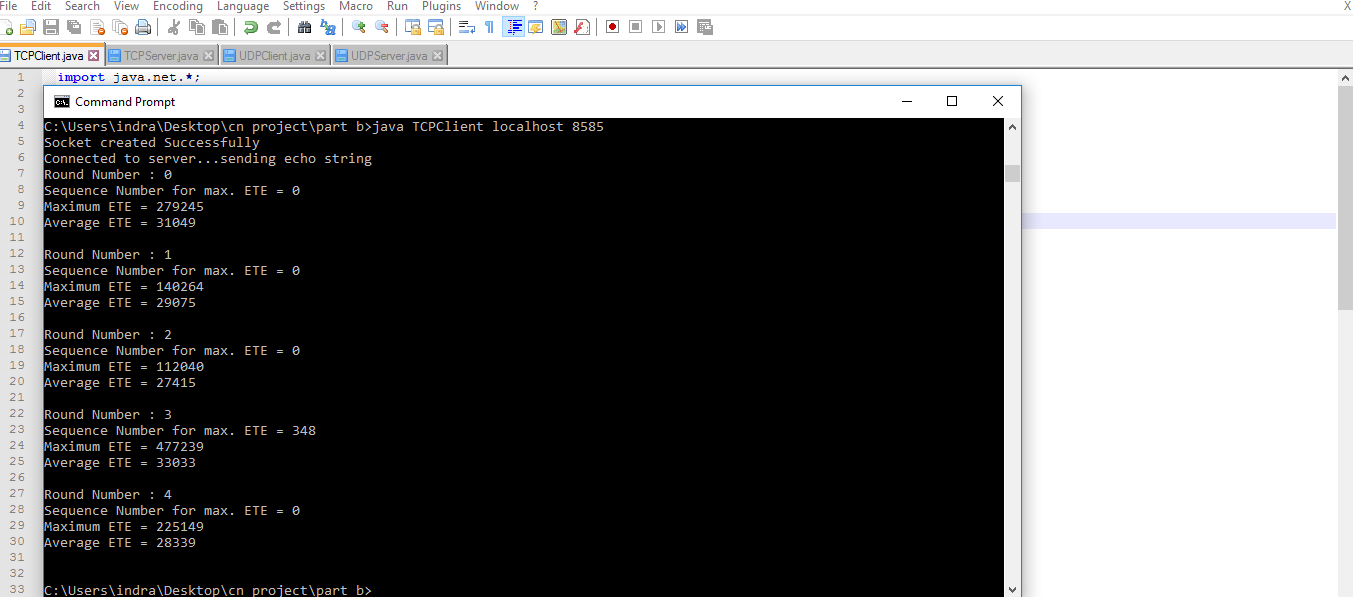 File Edit Search View Encoding Language Settings Macro Run Plugins Window ? X
TCPClient.java TCPServer.java UDPClient.java UDPServer.java
1 import java.net.*;
2
Command Prompt
3
4 C:\Users\indra\Desktop\cn project\part b>java TCPClient localhost 8585
5 Socket created Successfully
6 Connected to server...sending echo string
7 Round Number : 0
8 Sequence Number for max. ETE = 0
9 Maximum ETE = 279245
10 Average ETE = 31049
11
12 Round Number : 1
13 Sequence Number for max. ETE = 0
14 Maximum ETE = 140264
15 Average ETE = 29075
16
17 Round Number : 2
18 Sequence Number for max. ETE = 0
19 Maximum ETE = 112040
20 Average ETE = 27415
21
22 Round Number : 3
23 Sequence Number for max. ETE = 348
24 Maximum ETE = 477239
25 Average ETE = 33033
26
27 Round Number : 4
28 Sequence Number for max. ETE = 0
29 Maximum ETE = 225149
30 Average ETE = 28339
31
32
33 C:\Users\indra\Desktop\cn project\part b>